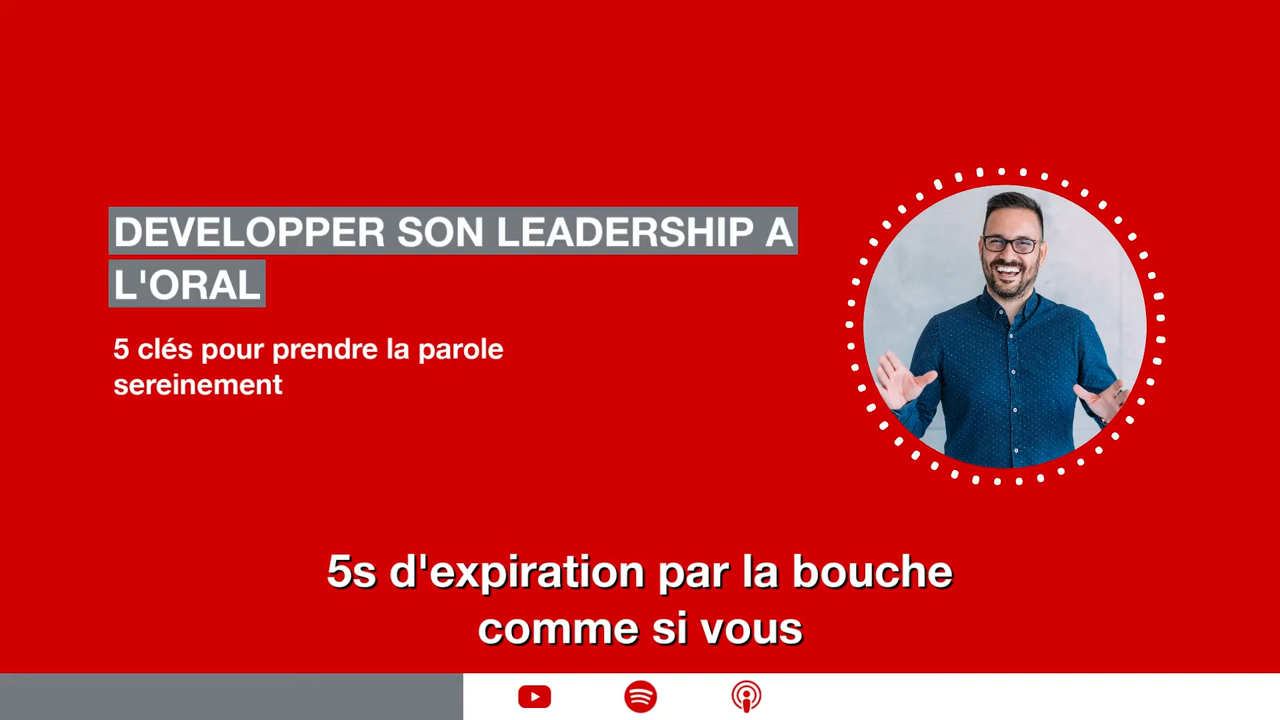 DEVELOPPER SON LEADERSHIP A
L'ORAL
5 clés pour prendre la parole
sereinement
5s d'expiration par la bouche
comme si vous